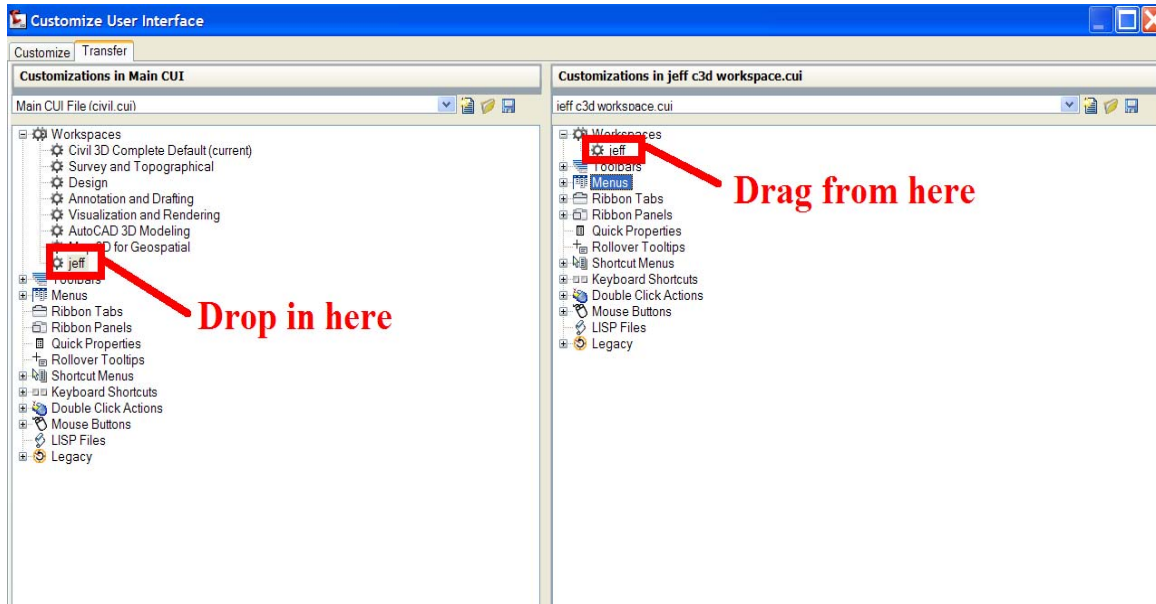 Customize User Interface
Customize Transfer
Customizations in Main CUI
Main CUI File (civil.cui)
Workspaces
Civil 3D Complete Default (current)
Survey and Topographical
Design
Annotation and Drafting
Visualization and Rendering
AutoCAD 3D Modeling
Map 3D for Geospatial
jeff
Toolbars
Menus
Ribbon Tabs
Ribbon Panels
Quick Properties
Rollover Tooltips
Shortcut Menus
Keyboard Shortcuts
Double Click Actions
Mouse Buttons
LISP Files
Legacy
Drop in here
Customizations in jeff c3d workspace.cui
jeff c3d workspace.cui
Workspaces
jeff
Toolbars
Menus
Ribbon Tabs
Ribbon Panels
Quick Properties
Rollover Tooltips
Shortcut Menus
Keyboard Shortcuts
Double Click Actions
Mouse Buttons
LISP Files
Legacy
Drag from here